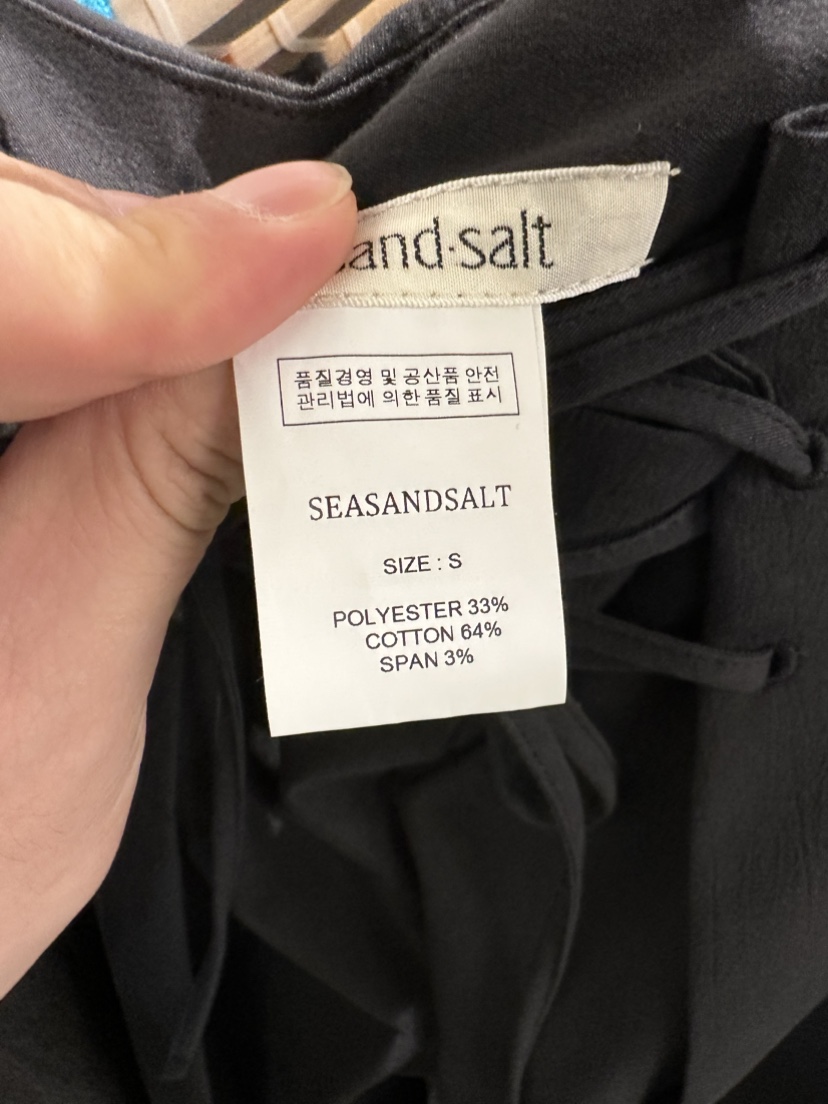 and·salt
품질경영 및 공산품 안전
관리법에 의한 품질 표시
SEASANDSALT
SIZE : S
POLYESTER 33%
COTTON 64%
SPAN 3%